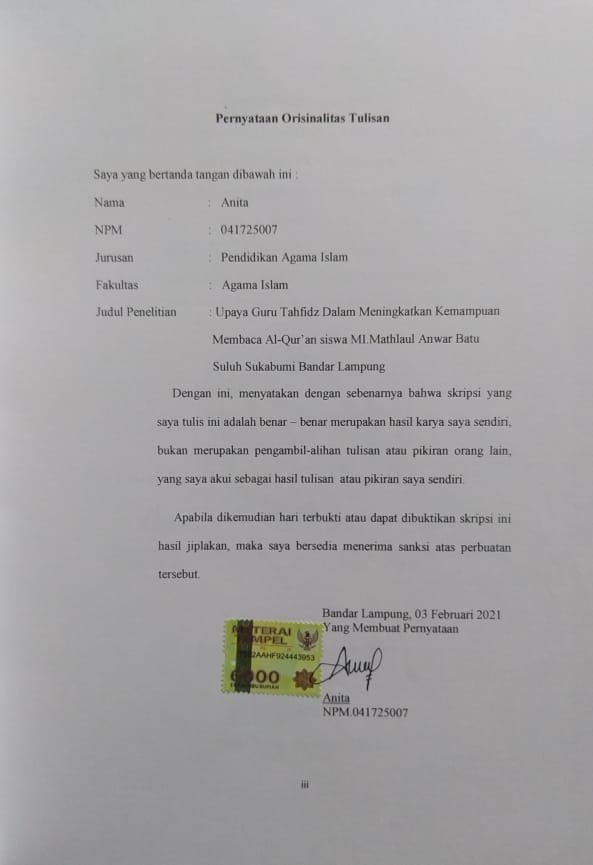 Pernyataan Orisinalitas Tulisan
Saya yang bertanda tangan dibawah ini :
Nama : Anita
NPM : 041725007
Jurusan : Pendidikan Agama Islam
Fakultas : Agama Islam
Judul Penelitian : Upaya Guru Tahfidz Dalam Meningkatkan Kemampuan
Membaca Al-Qur`an siswa MI.Mathlaul Anwar Batu
Suluh Sukabumi Bandar Lampung
Dengan ini, menyatakan dengan sebenarnya bahwa skripsi yang
saya tulis ini adalah benar – benar merupakan hasil karya saya sendiri,
bukan merupakan pengambil-alihan tulisan atau pikiran orang lain,
yang saya akui sebagai hasil tulisan atau pikiran saya sendiri.
Apabila dikemudian hari terbukti atau dapat dibuktikan skripsi ini
hasil jiplakan, maka saya bersedia menerima sanksi atas perbuatan
tersebut.
Bandar Lampung, 03 Februari 2021
Yang Membuat Pernyataan
TEMPEL
AAHF924443953
6000
Anita
NPM.041725007
iii